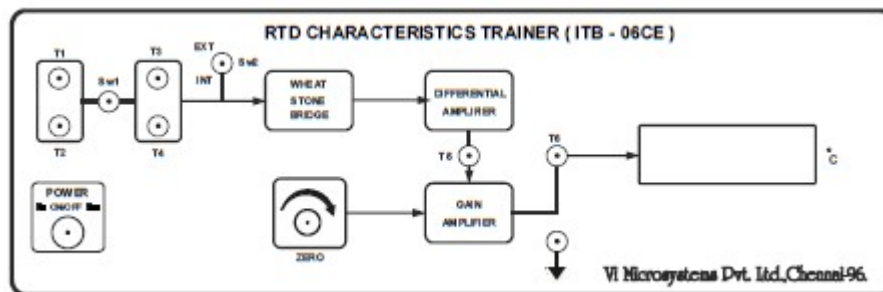 RTD CHARACTERISTICS TRAINER ( ITB - 06CE )
T1
T3
EXT
Sw1
Sw2
INT
WHEAT
STONE
BRIDGE
DIFFERENTIAL
AMPLIFIER
T2
T4
T5
T6
°C
POWER
ON/OFF
GAIN
AMPLIFIER
ZERO
Vi Microsystems Pvt. Ltd.,Chennai-96.